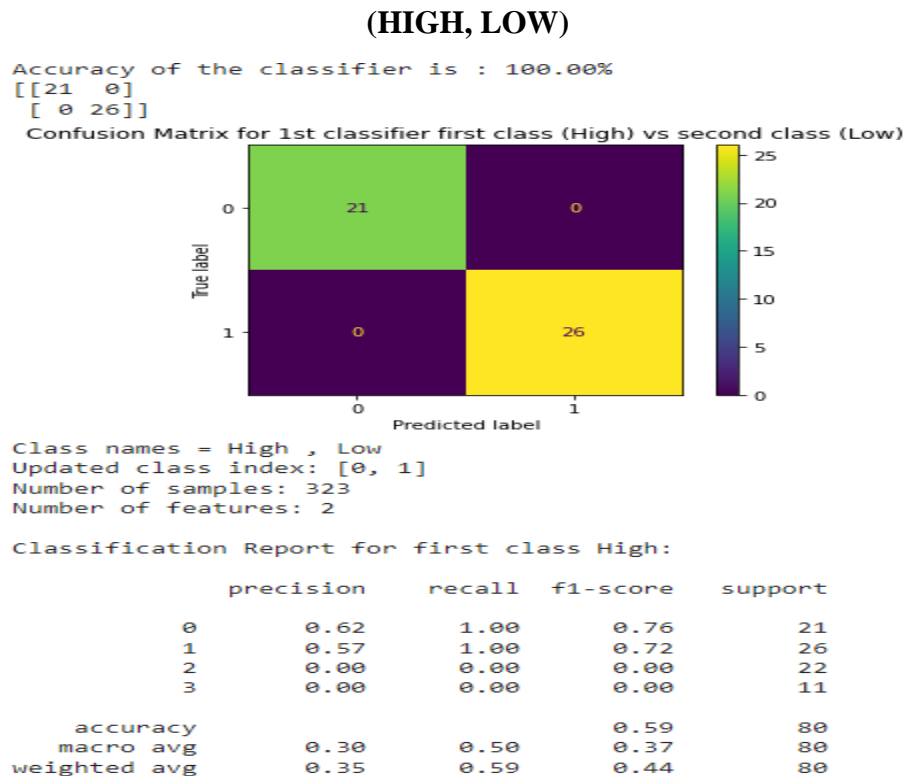 (HIGH, LOW)
Accuracy of the classifier is : 100.00%
[[21 0]
[ 0 26]]
Confusion Matrix for 1st classifier first class (High) vs second class (Low)
25
20
15
10
5
0
0
21
0
True label
1
0
26
0
1
Predicted label
Class names = High , Low
Updated class index: [0, 1]
Number of samples: 323
Number of features: 2
Classification Report for first class High:
precision recall f1-score support
0 0.62 1.00 0.76 21
1 0.57 1.00 0.72 26
2 0.00 0.00 0.00 22
3 0.00 0.00 0.00 11
accuracy 0.59 80
macro avg 0.30 0.50 0.37 80
weighted avg 0.35 0.59 0.44 80